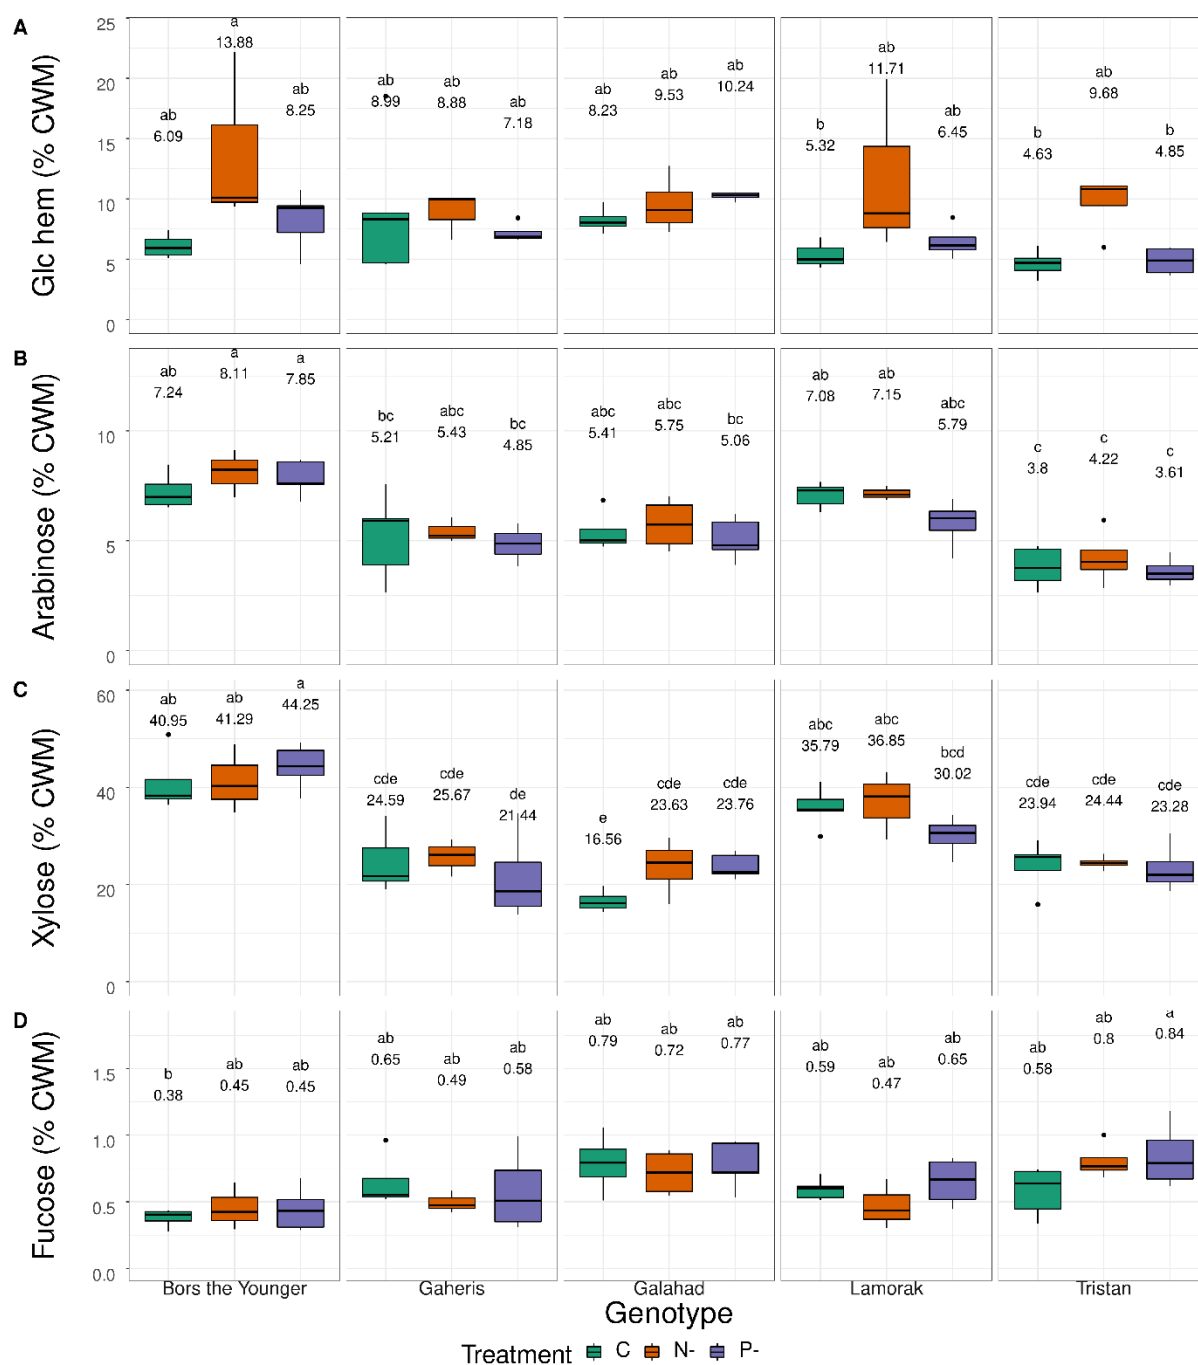 A
Glc hem (% CWM)
25
20
15
10
5
0
ab
6.09
a
13.88
ab
8.25
ab
8.99
ab
8.88
ab
7.18
ab
8.23
ab
9.53
ab
10.24
b
5.32
ab
11.71
ab
6.45
b
4.63
ab
9.68
b
4.85
B
Arabinose (% CWM)
10
5
0
ab
7.24
a
8.11
a
7.85
bc
5.21
abc
5.43
bc
4.85
abc
5.41
abc
5.75
bc
5.06
ab
7.08
ab
7.15
abc
5.79
c
3.8
c
4.22
c
3.61
C
Xylose (% CWM)
60
40
20
0
ab
40.95
ab
41.29
a
44.25
cde
24.59
cde
25.67
de
21.44
e
16.56
cde
23.63
cde
23.76
abc
35.79
abc
36.85
bcd
30.02
cde
23.94
cde
24.44
cde
23.28
D
Fucose (% CWM)
1.5
1.0
0.5
0.0
b
0.38
ab
0.45
ab
0.45
ab
0.65
ab
0.49
ab
0.58
ab
0.79
ab
0.72
ab
0.77
ab
0.59
ab
0.47
ab
0.65
ab
0.58
ab
0.8
a
0.84
Bors the Younger
Gaheris
Galahad
Lamorak
Tristan
Genotype
Treatment C N- P-